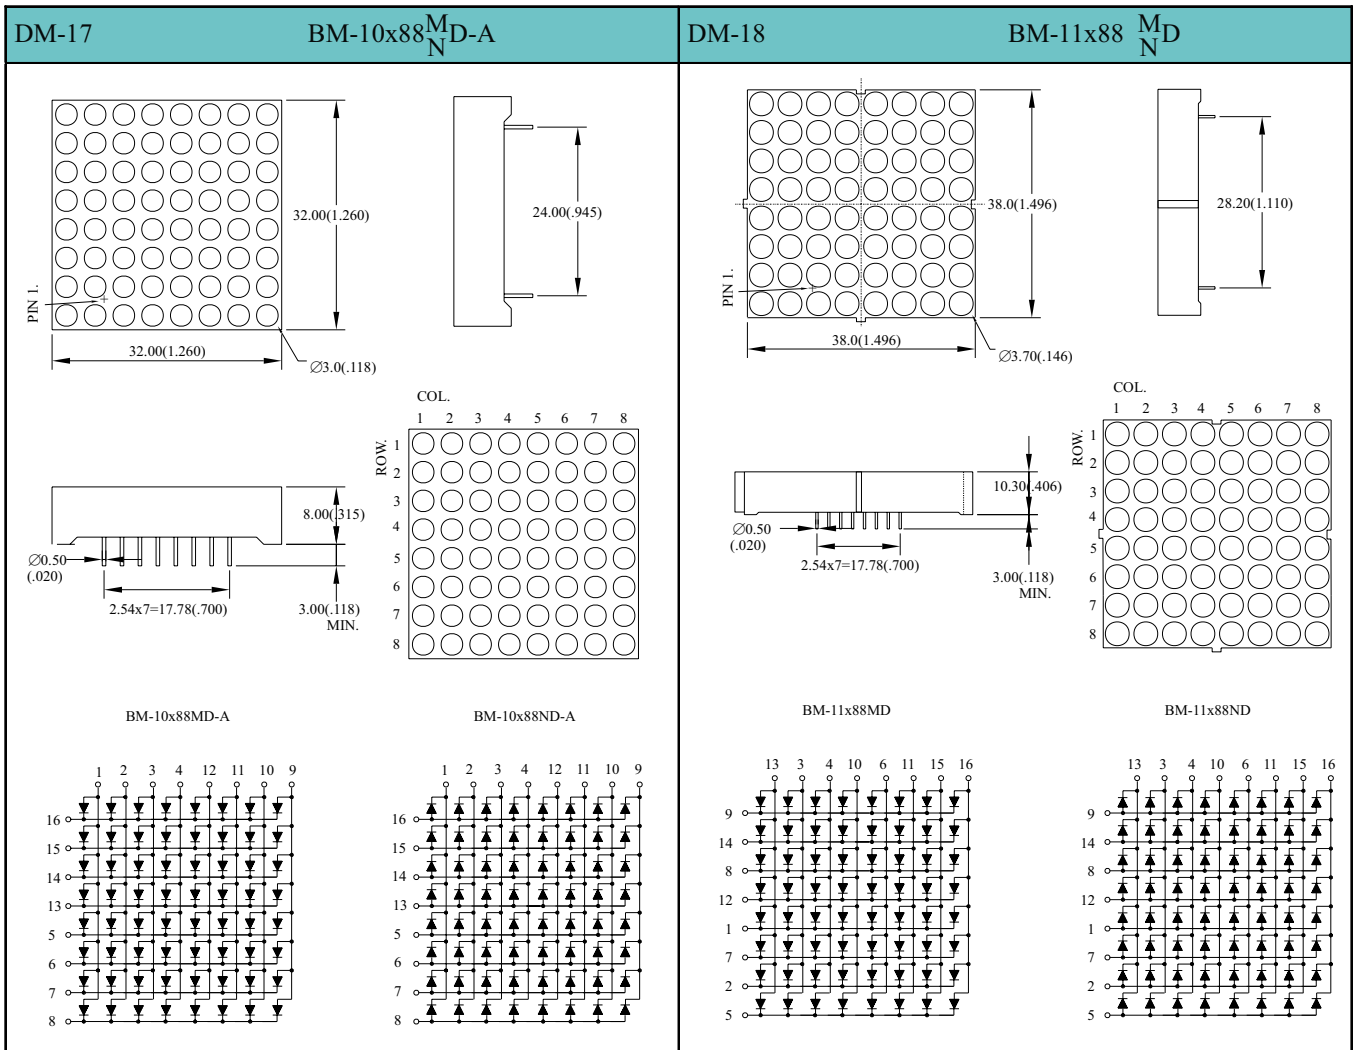 DM-17 BM-10x88 M/N D-A
DM-18 BM-11x88 M/N D
32.00(1.260)
24.00(.945)
PIN 1.
32.00(1.260)
∅3.0(.118)
COL.
1 2 3 4 5 6 7 8
ROW.
1
2
3
4
5
6
7
8
8.00(.315)
∅0.50
(.020)
2.54x7=17.78(.700)
3.00(.118)
MIN.
BM-10x88MD-A
1 2 3 4 12 11 10 9
16
15
14
13
5
6
7
8
BM-10x88ND-A
1 2 3 4 12 11 10 9
16
15
14
13
5
6
7
8
38.0(1.496)
28.20(1.110)
PIN 1.
38.0(1.496)
∅3.70(.146)
COL.
1 2 3 4 5 6 7 8
ROW.
1
2
3
4
5
6
7
8
10.30(.406)
∅0.50
(.020)
2.54x7=17.78(.700)
3.00(.118)
MIN.
BM-11x88MD
13 3 4 10 6 11 15 16
9
14
8
12
1
7
2
5
BM-11x88ND
13 3 4 10 6 11 15 16
9
14
8
12
1
7
2
5